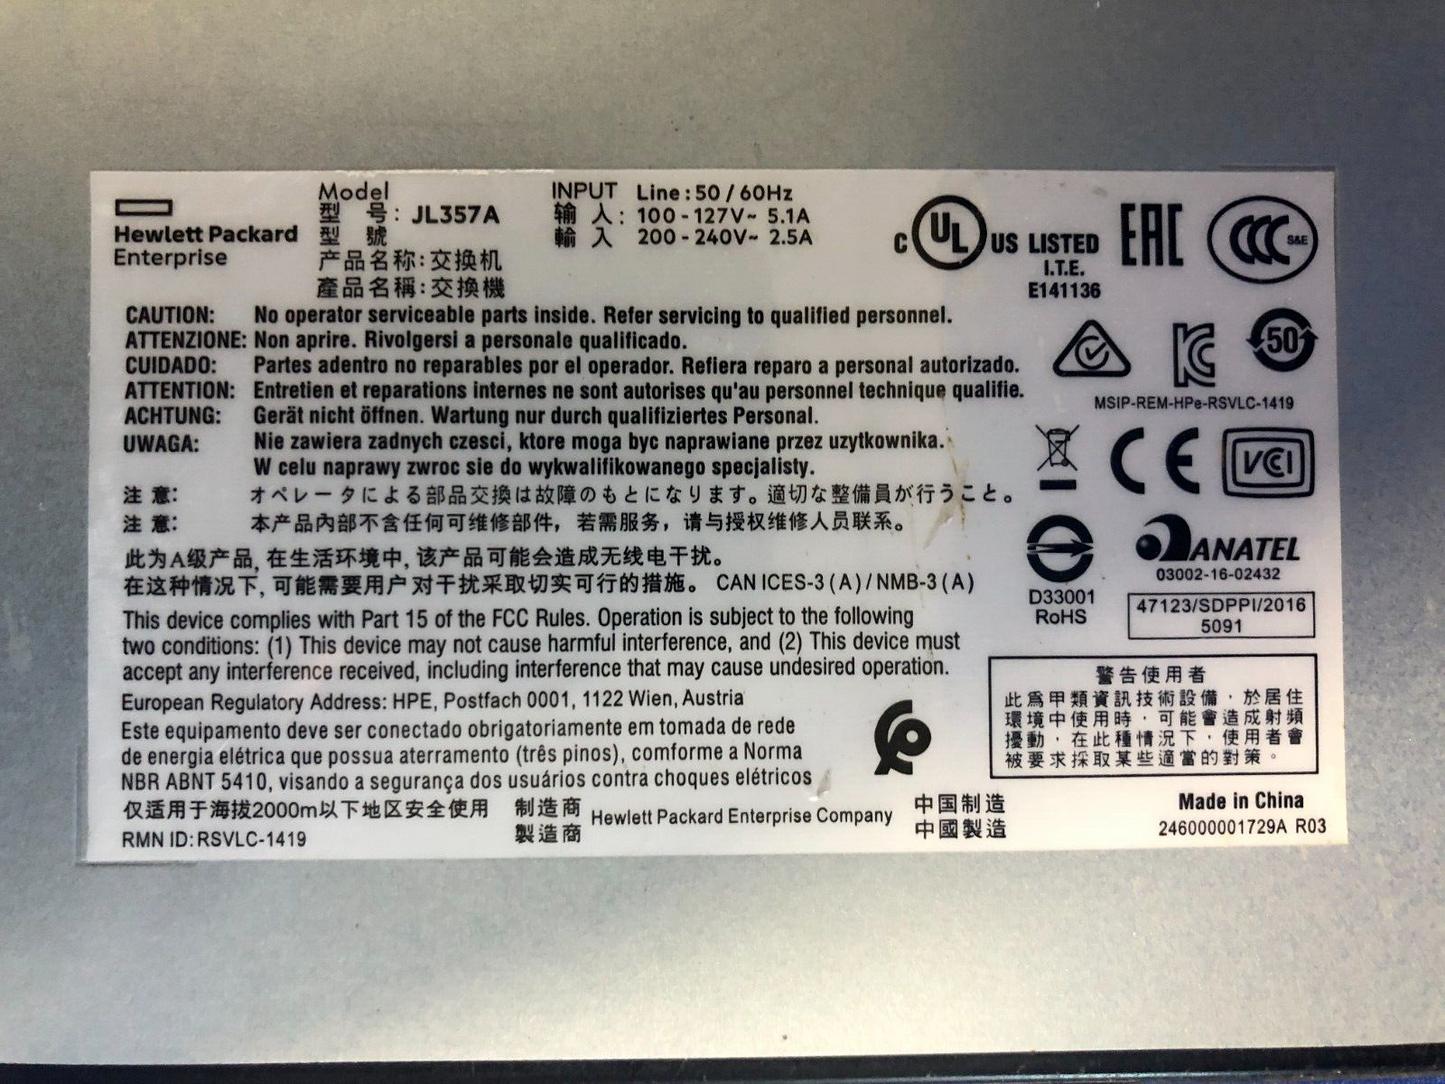 Hewlett Packard
Enterprise
Model
型 号: JL357A
型 號
产品名称:交换机
產品名稱:交換機
INPUT Line:50/60Hz
输 入: 100-127V~ 5.1A
輸 入 200-240V~ 2.5A
C UL US LISTED
I.T.E.
E141136
EAC
CCC S&E
CAUTION: No operator serviceable parts inside. Refer servicing to qualified personnel.
ATTENZIONE: Non aprire. Rivolgersi a personale qualificado.
CUIDADO: Partes adentro no reparables por el operador. Refiera reparo a personal autorizado.
ATTENTION: Entretien et reparations internes ne sont autorises qu'au personnel technique qualifie.
ACHTUNG: Gerät nicht öffnen. Wartung nur durch qualifiziertes Personal.
UWAGA: Nie zawiera zadnych czesci, ktore moga byc naprawiane przez uzytkownika.
W celu naprawy zwroc sie do wykwalifikowanego specjalisty.
注 意: オペレータによる部品交換は故障のもとになります。適切な整備員が行うこと。
注 意: 本产品内部不含任何可维修部件，若需服务，请与授权维修人员联系。
此为A级产品, 在生活环境中, 该产品可能会造成无线电干扰。
在这种情况下, 可能需要用户对干扰采取切实可行的措施。 CAN ICES-3 (A) / NMB-3 (A)
This device complies with Part 15 of the FCC Rules. Operation is subject to the following
two conditions: (1) This device may not cause harmful interference, and (2) This device must
accept any interference received, including interference that may cause undesired operation.
European Regulatory Address: HPE, Postfach 0001, 1122 Wien, Austria
Este equipamento deve ser conectado obrigatoriamente em tomada de rede
de energia elétrica que possua aterramento (três pinos), comforme a Norma
NBR ABNT 5410, visando a segurança dos usuários contra choques elétricos
仅适用于海拔2000m以下地区安全使用
RMN ID: RSVLC-1419
制造商
製造商
Hewlett Packard Enterprise Company
中国制造
中國製造
50
MSIP-REM-HPe-RSVLC-1419
CE
VCI
ANATEL
03002-16-02432
D33001
RoHS
47123/SDPPI/2016
5091
警告使用者
此為甲類資訊技術設備，於居住
環境中使用時，可能會造成射頻
擾動，在此種情況下，使用者會
被要求採取某些適當的對策。
Made in China
246000001729A R03